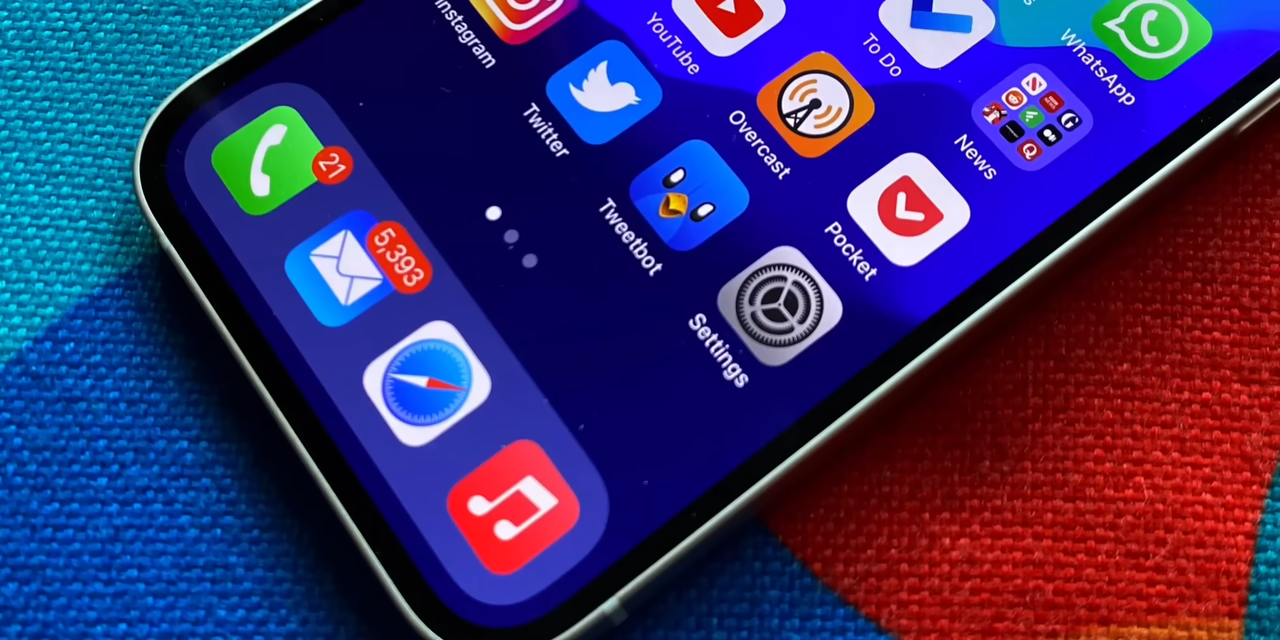 Instagram
YouTube
To Do
WhatsApp
Twitter
Overcast
News
Tweetbot
Pocket
Settings
21
5,393